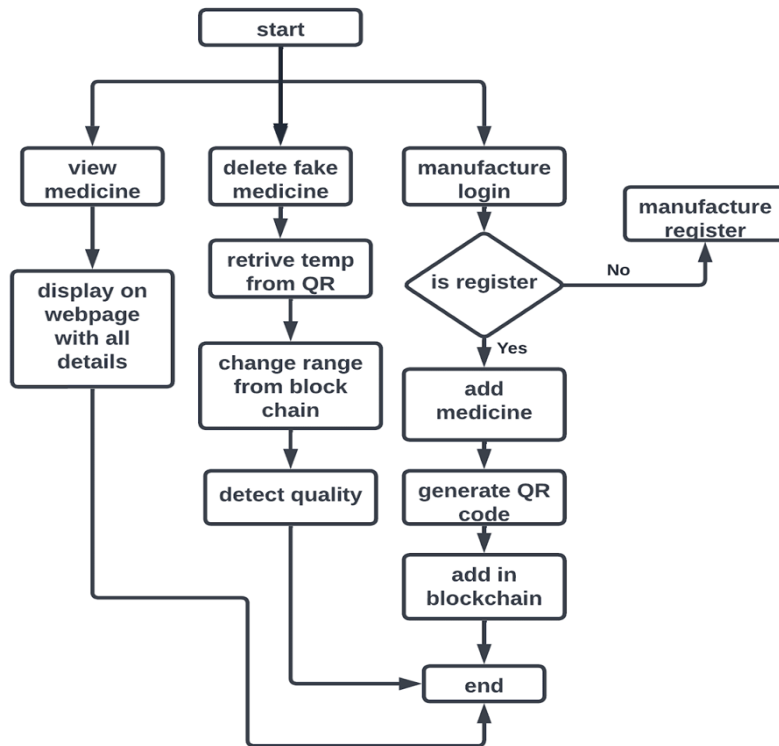 start
view
medicine
delete fake
medicine
manufacture
login
manufacture
register
retrive temp
from QR
is register
No
display on
webpage
with all
details
Yes
change range
from block
chain
add
medicine
detect quality
generate QR
code
add in
blockchain
end